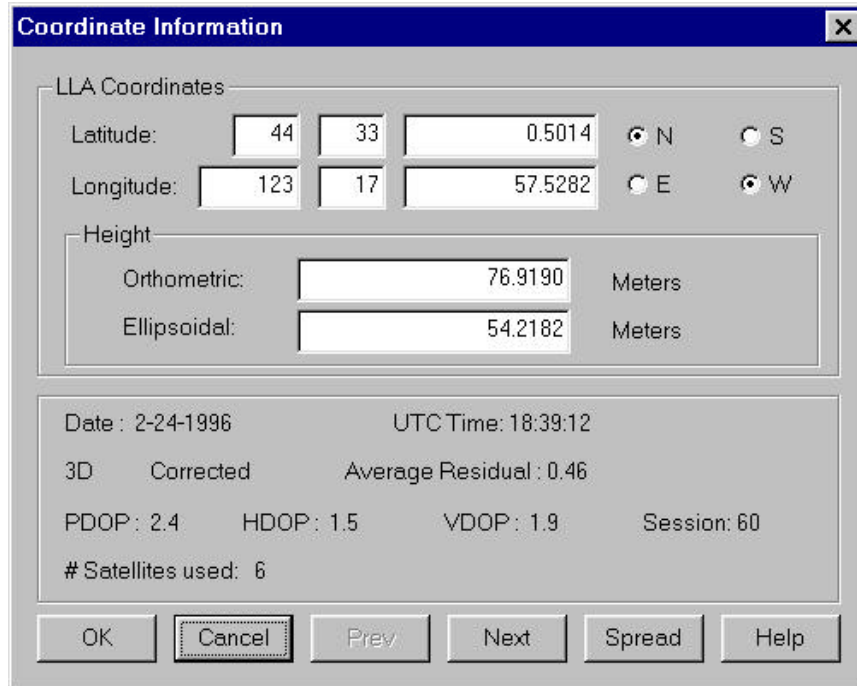 Coordinate Information
LLA Coordinates
Latitude: 44 33 0.5014 N S
Longitude: 123 17 57.5282 E W
Height
Orthometric: 76.9190 Meters
Ellipsoidal: 54.2182 Meters
Date : 2-24-1996 UTC Time: 18:39:12
3D Corrected Average Residual : 0.46
PDOP : 2.4 HDOP : 1.5 VDOP : 1.9 Session: 60
# Satellites used: 6
OK Cancel Prev Next Spread Help